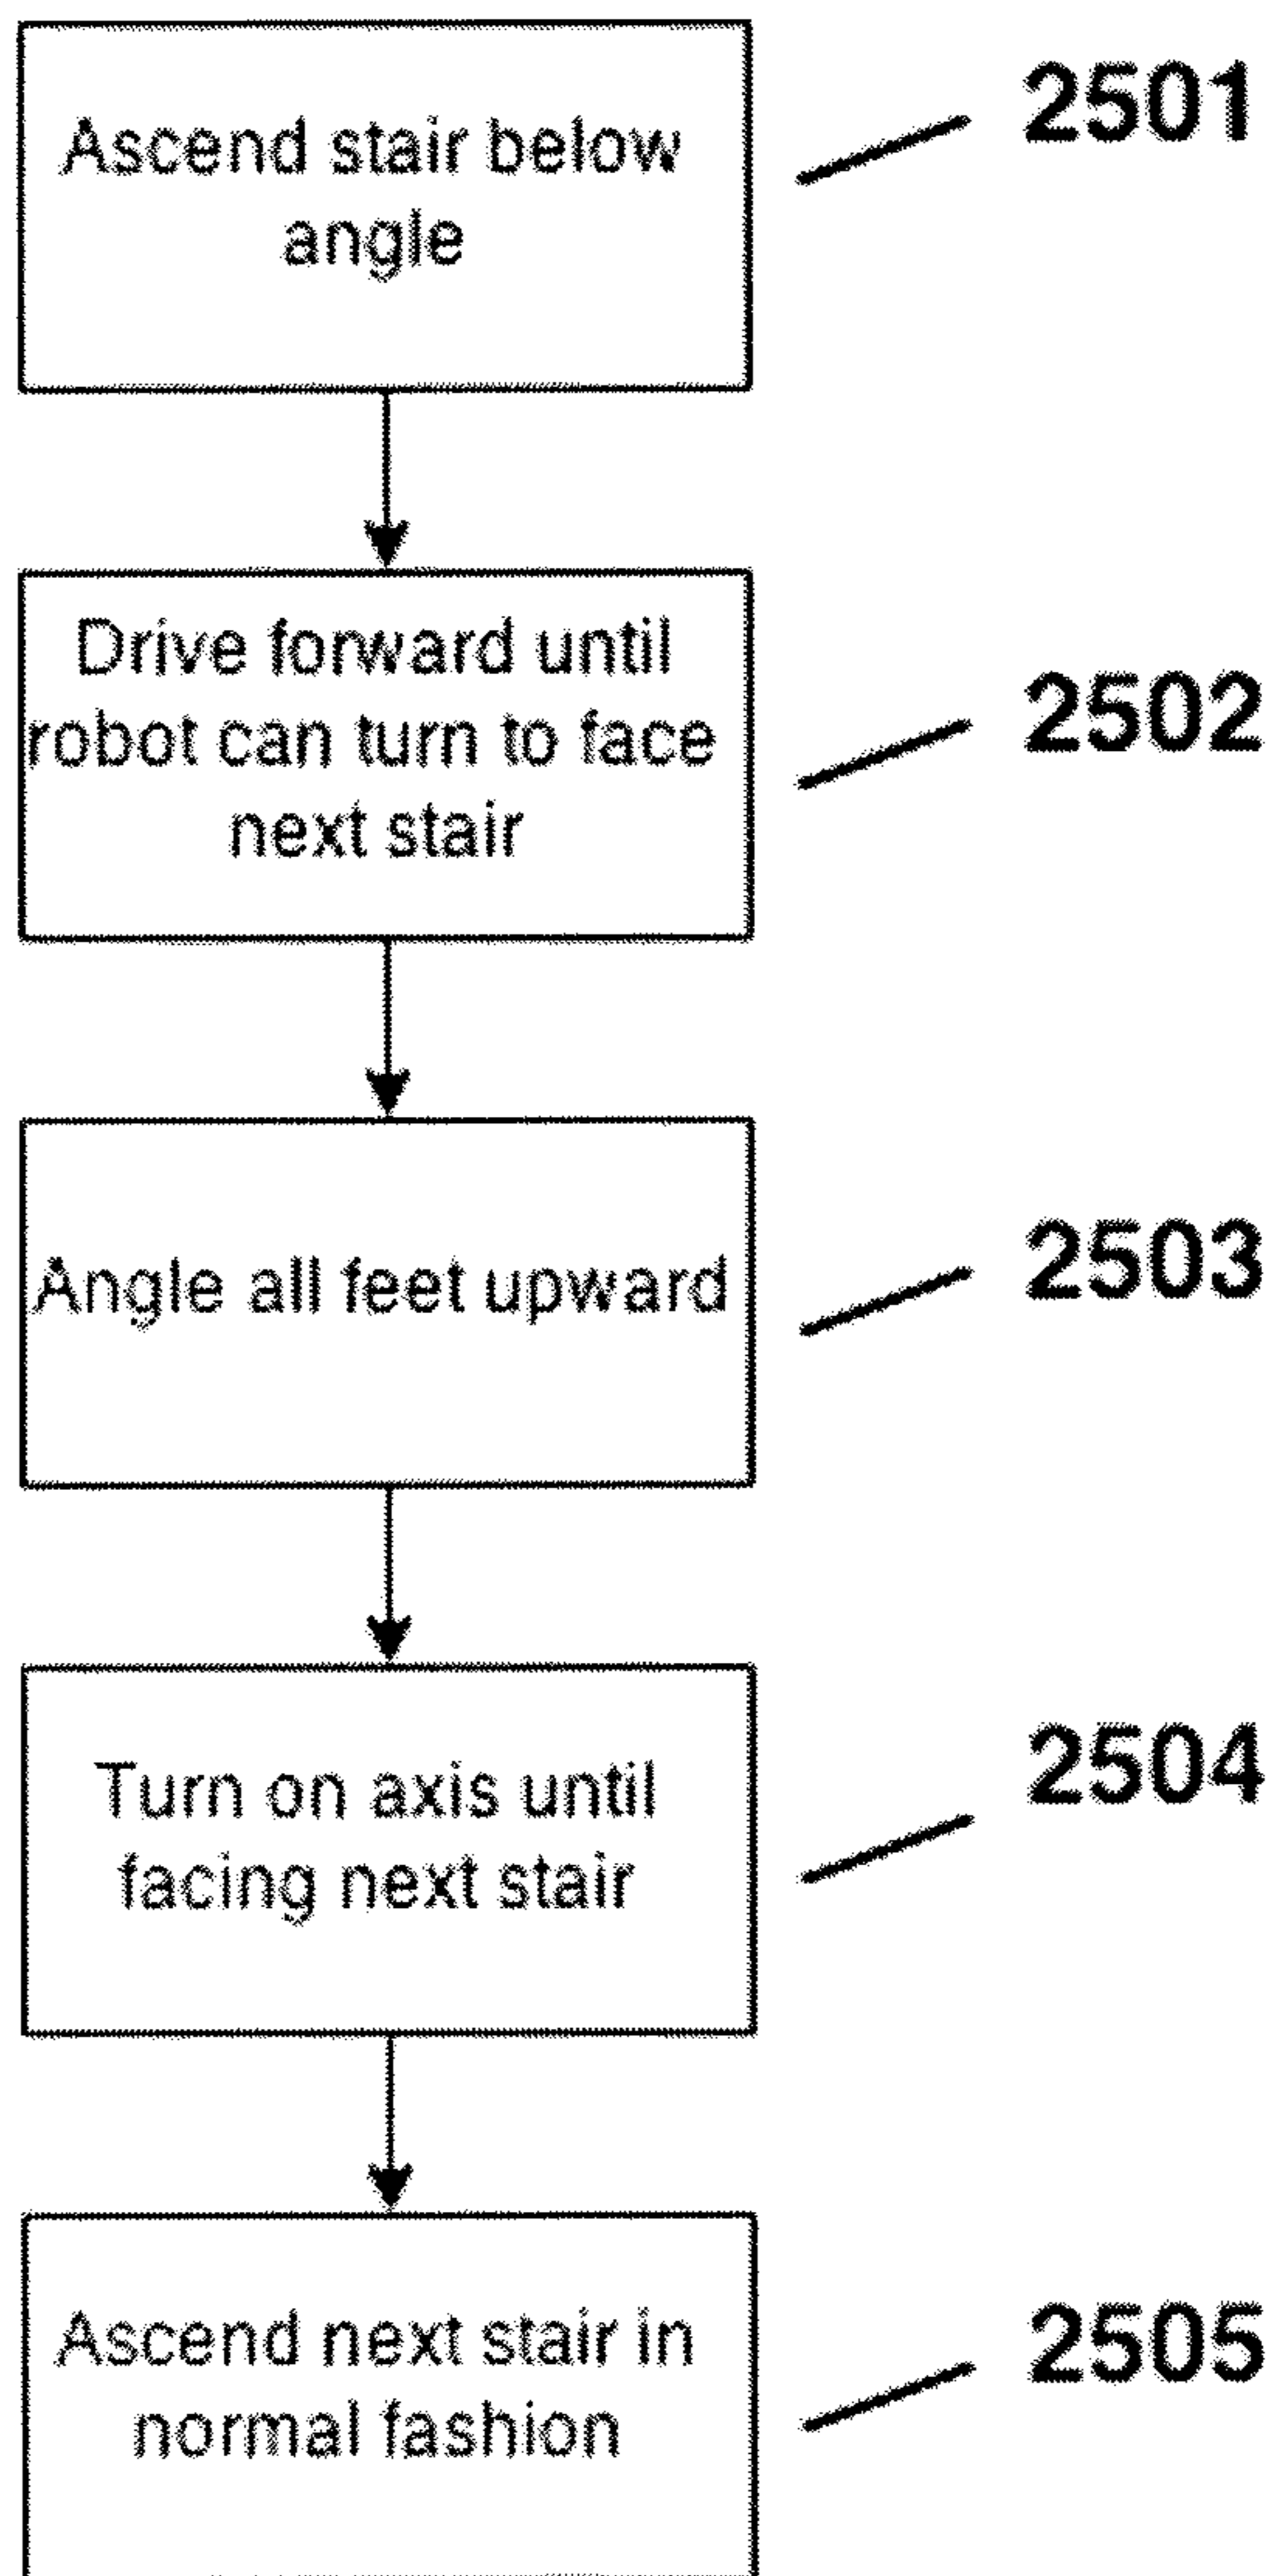 Ascend stair below
angle
2501
Drive forward until
robot can turn to face
next stair
2502
Angle all feet upward
2503
Turn on axis until
facing next stair
2504
Ascend next stair in
normal fashion
2505